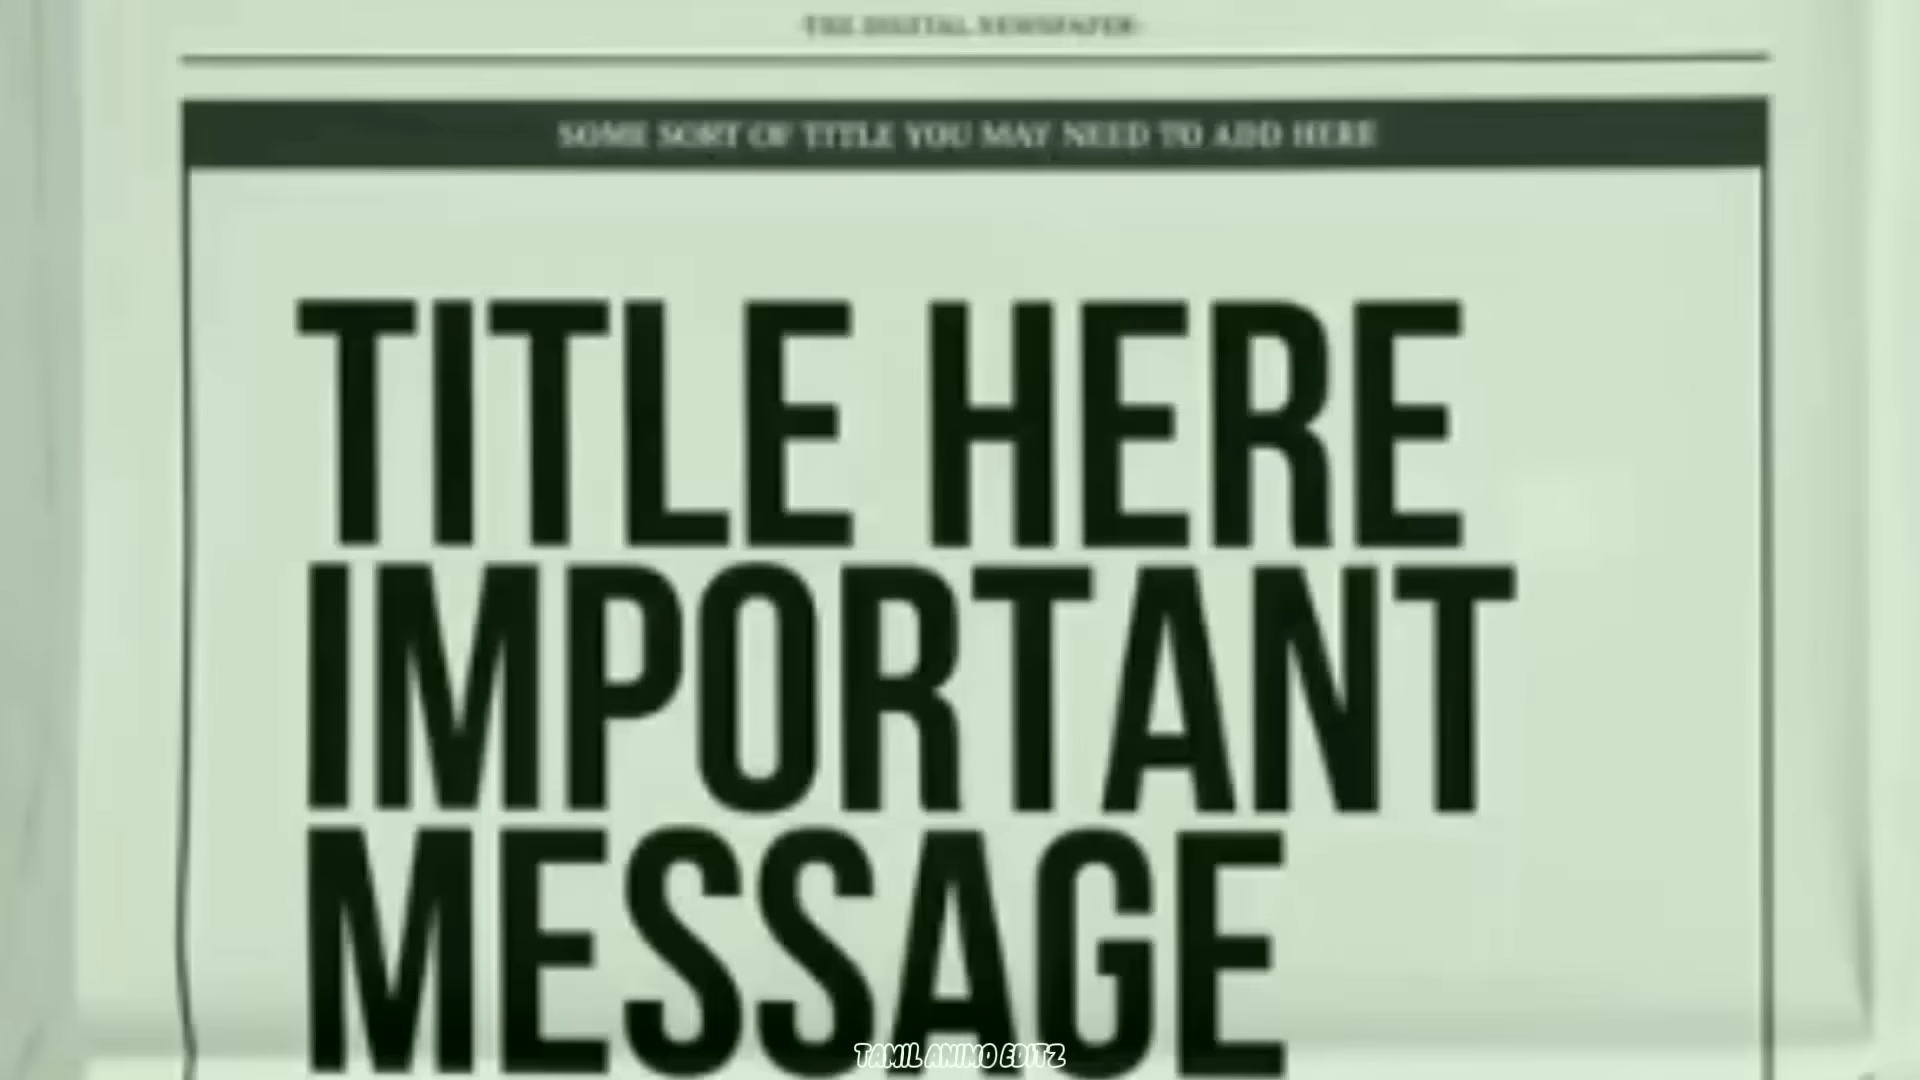 THE DIGITAL NEWSPAPER
SOME SORT OF TITLE YOU MAY NEED TO ADD HERE
TITLE HERE
IMPORTANT
MESSAGE
TAMIL ANIMO EDITZ